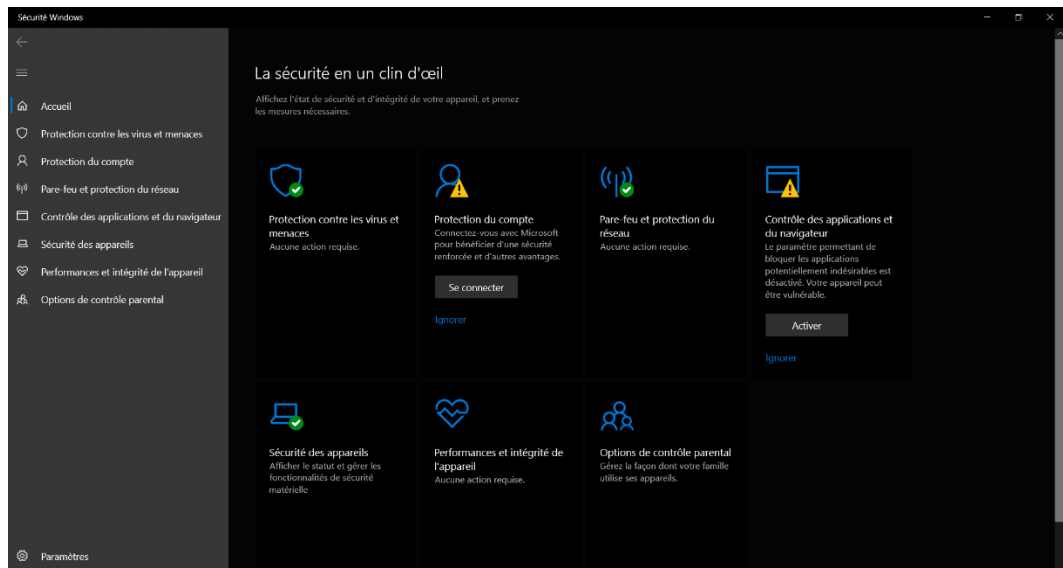 Sécurité Windows
Accueil
Protection contre les virus et menaces
Protection du compte
Pare-feu et protection du réseau
Contrôle des applications et du navigateur
Sécurité des appareils
Performances et intégrité de l'appareil
Options de contrôle parental
Paramètres
La sécurité en un clin d'œil
Affichez l'état de sécurité et d'intégrité de votre appareil, et prenez
les mesures nécessaires.
Protection contre les virus et
menaces
Aucune action requise.
Protection du compte
Connectez-vous avec Microsoft
pour bénéficier d'une sécurité
renforcée et d'autres avantages.
Se connecter
Ignorer
Pare-feu et protection du
réseau
Aucune action requise.
Contrôle des applications et
du navigateur
Le paramètre permettant de
bloquer les applications
potentiellement indésirables est
désactivé. Votre appareil peut
être vulnérable.
Activer
Ignorer
Sécurité des appareils
Afficher le statut et gérer les
fonctionnalités de sécurité
matérielle
Performances et intégrité de
l'appareil
Aucune action requise.
Options de contrôle parental
Gérez la façon dont votre famille
utilise ses appareils.